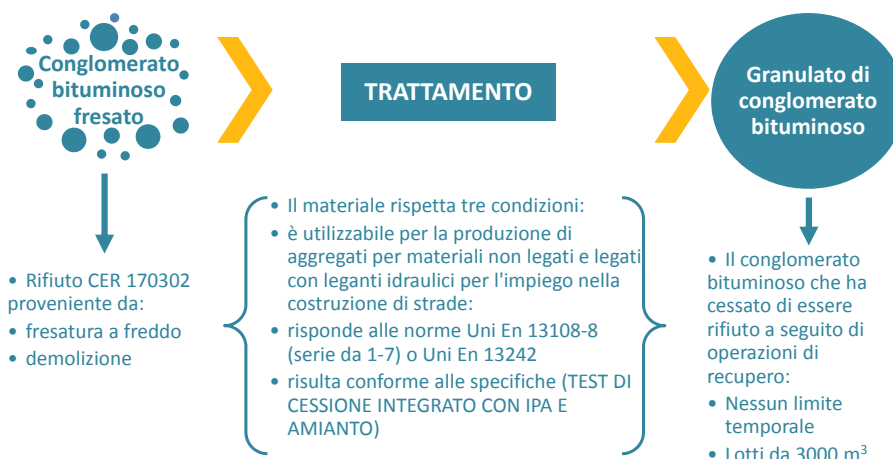 Conglomerato
bituminoso
fresato
TRATTAMENTO
Granulato di
conglomerato
bituminoso
• Rifiuto CER 170302
proveniente da:
• fresatura a freddo
• demolizione
• Il materiale rispetta tre condizioni:
• è utilizzabile per la produzione di
aggregati per materiali non legati e legati
con leganti idraulici per l'impiego nella
costruzione di strade:
• risponde alle norme Uni En 13108-8
(serie da 1-7) o Uni En 13242
• risulta conforme alle specifiche (TEST DI
CESSIONE INTEGRATO CON IPA E
AMIANTO)
• Il conglomerato
bituminoso che ha
cessato di essere
rifiuto a seguito di
operazioni di
recupero:
• Nessun limite
temporale
• Lotti da 3000 m³